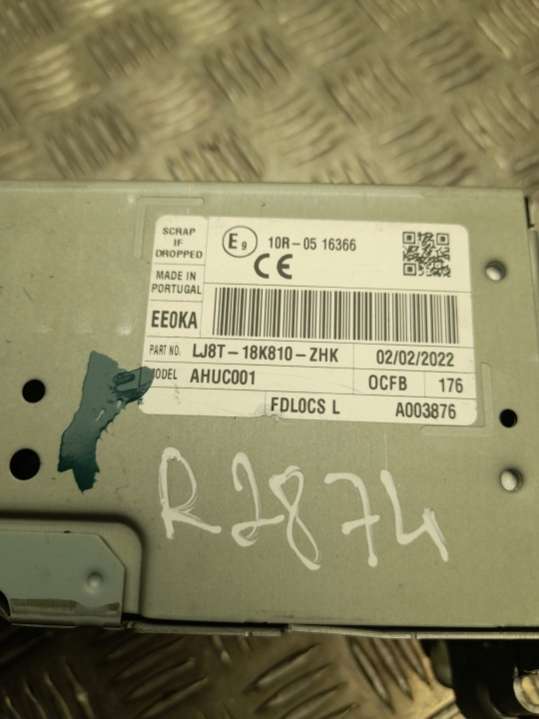 SCRAP
IF
DROPPED
MADE IN
PORTUGAL
EE0KA
E9 10R-05 16366
CE
PART NO. LJ8T-18K810-ZHK 02/02/2022
MODEL AHUC001 OCFB 176
FDLOCS L A003876
R2874